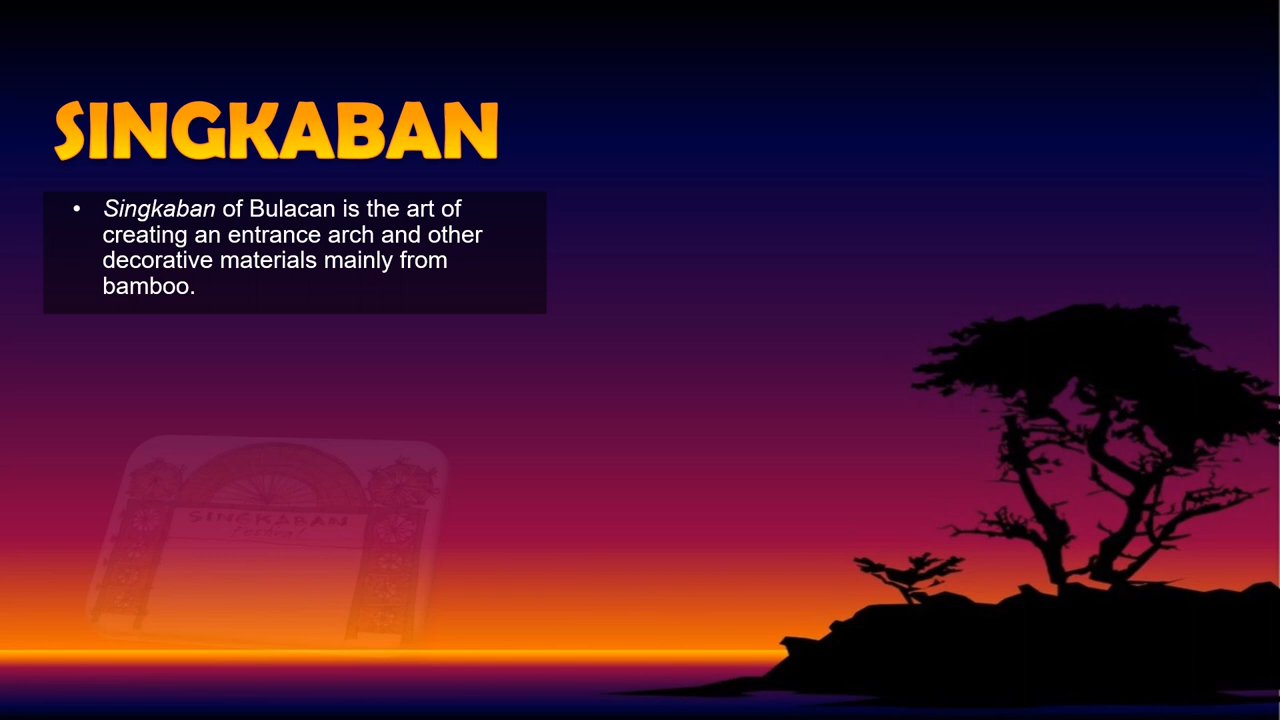 SINGKABAN
• Singkaban of Bulacan is the art of
creating an entrance arch and other
decorative materials mainly from
bamboo.
SINGKABAN
Festival